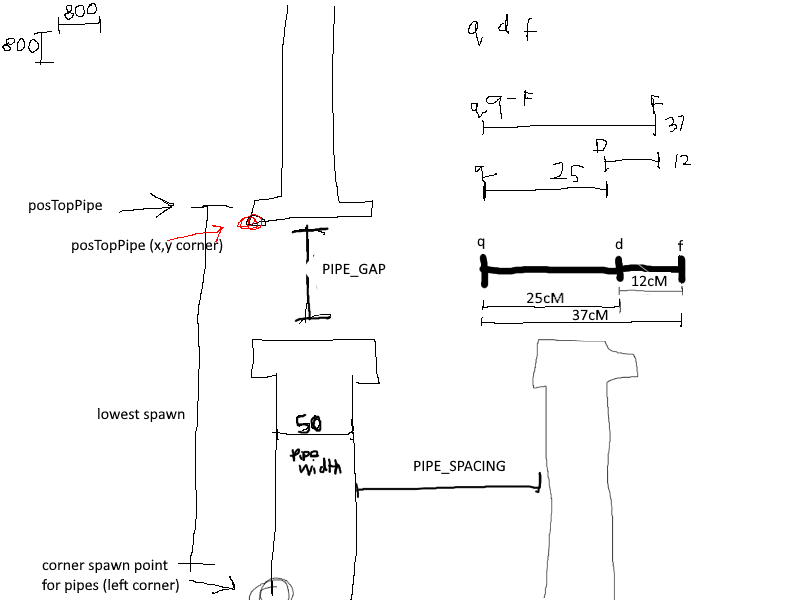 800
800
q d f
q q-F F
37
D
12
q 25
posTopPipe
posTopPipe (x,y corner)
PIPE_GAP
q d f
12cM
25cM
37cM
lowest spawn
50
pipe
width
PIPE_SPACING
corner spawn point
for pipes (left corner)